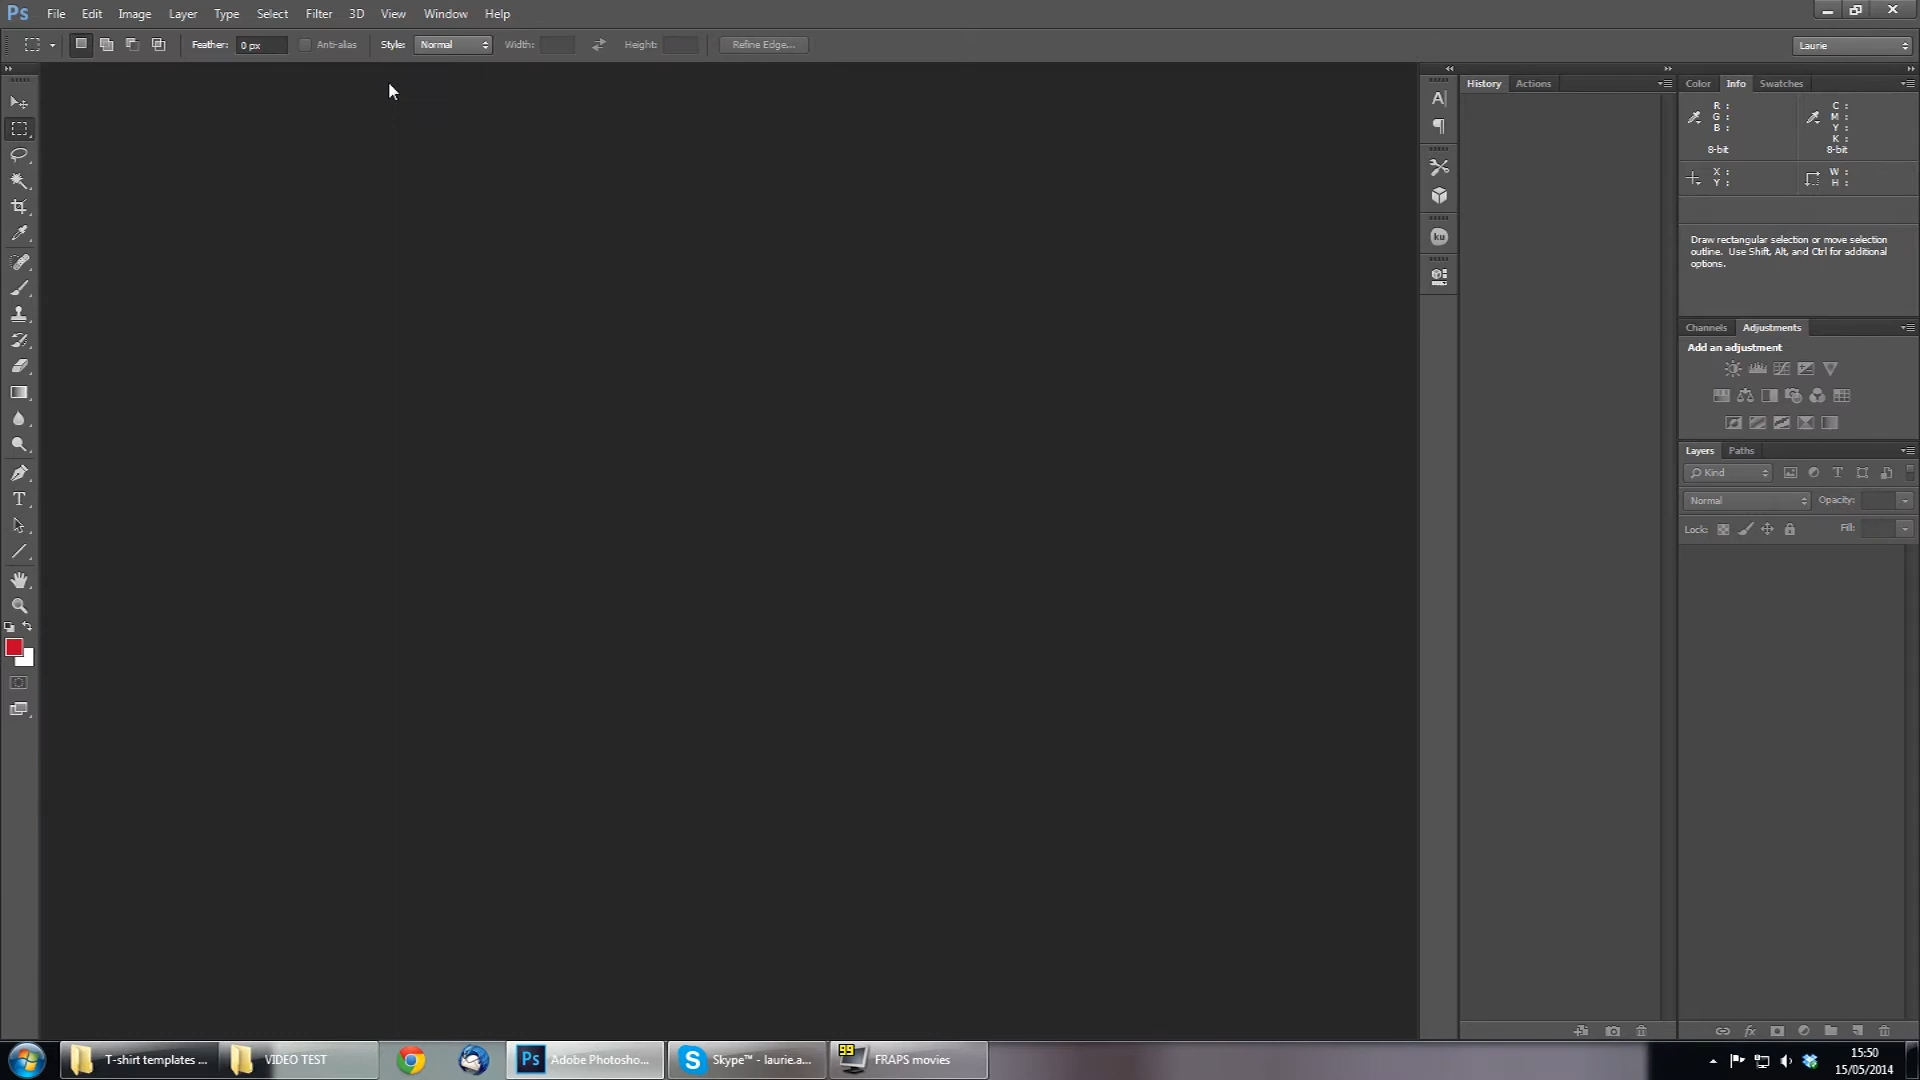 Ps File Edit Image Layer Type Select Filter 3D View Window Help
Feather: 0 px Anti-alias Style: Normal Width: Height: Refine Edge... Laurie
History Actions
Color Info Swatches
R : C :
G : M :
B : Y :
K :
8-bit 8-bit
X : W :
Y : H :
Draw rectangular selection or move selection
outline. Use Shift, Alt, and Ctrl for additional
options.
Channels Adjustments
Add an adjustment
Layers Paths
Kind
Normal Opacity:
Lock: Fill:
ku
T-shirt templates ... VIDEO TEST Ps Adobe Photosho... Skype™ - laurie.a... 99 FRAPS movies
15:50
15/05/2014